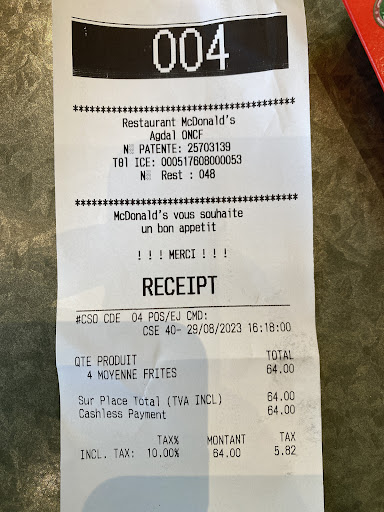 004
****************************************
Restaurant McDonald's
Agdal ONCF
N░ PATENTE: 25703139
T░l ICE: 000517608000053
N░ Rest : 048
****************************************
McDonald's vous souhaite
un bon appetit
! ! ! MERCI ! ! !
RECEIPT
#CSO CDE 04 POS/EJ CMD:
CSE 40- 29/08/2023 16:18:00
QTE PRODUIT TOTAL
4 MOYENNE FRITES 64.00
Sur Place Total (TVA INCL) 64.00
Cashless Payment 64.00
TAX% MONTANT TAX
INCL. TAX: 10.00% 64.00 5.82